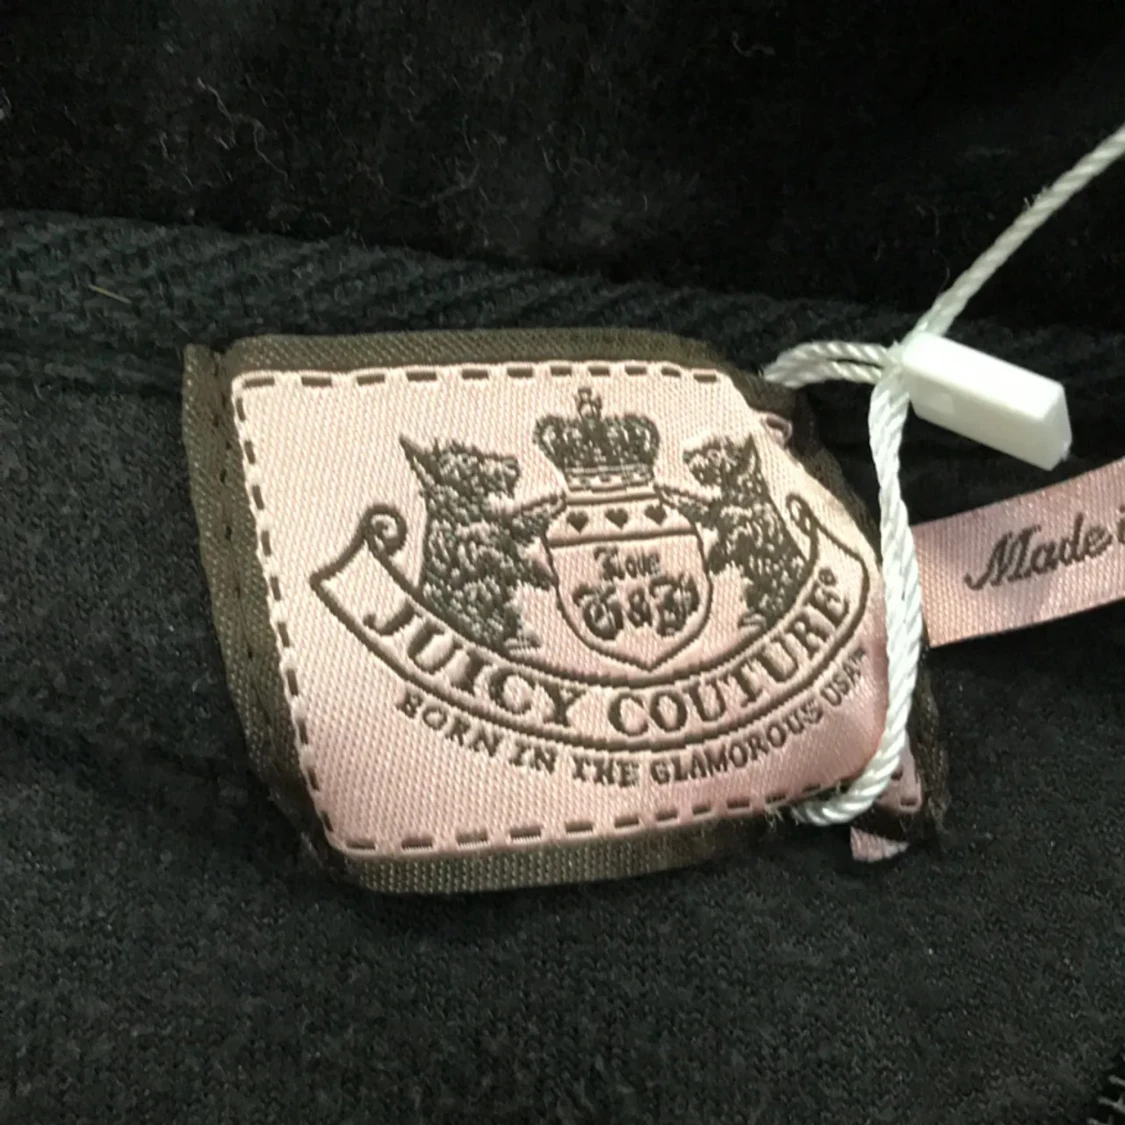 Love
G&P
JUICY COUTURE®
BORN IN THE GLAMOROUS USA™
Made